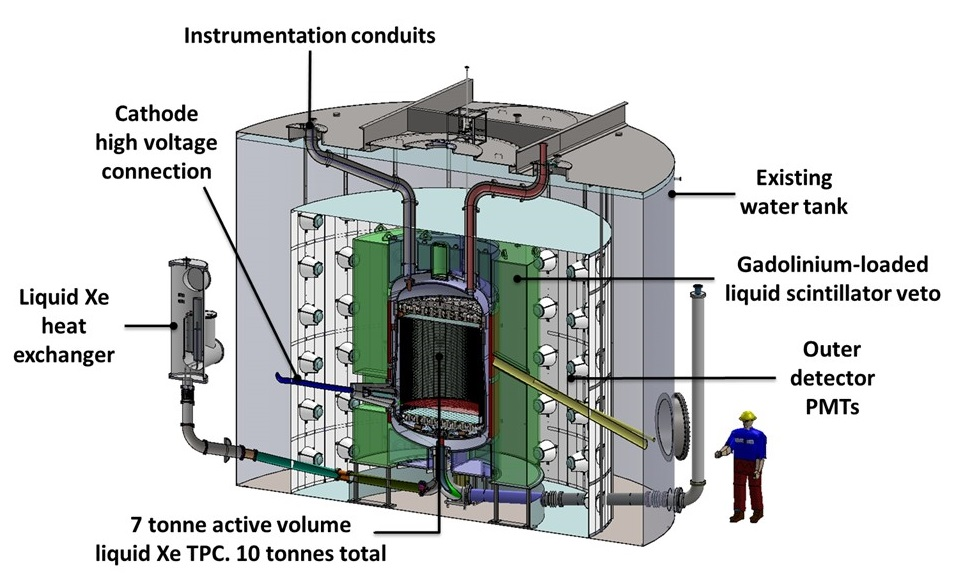 Instrumentation conduits
Cathode
high voltage
connection
Existing
water tank
Gadolinium-loaded
liquid scintillator veto
Liquid Xe
heat
exchanger
Outer
detector
PMTs
7 tonne active volume
liquid Xe TPC. 10 tonnes total